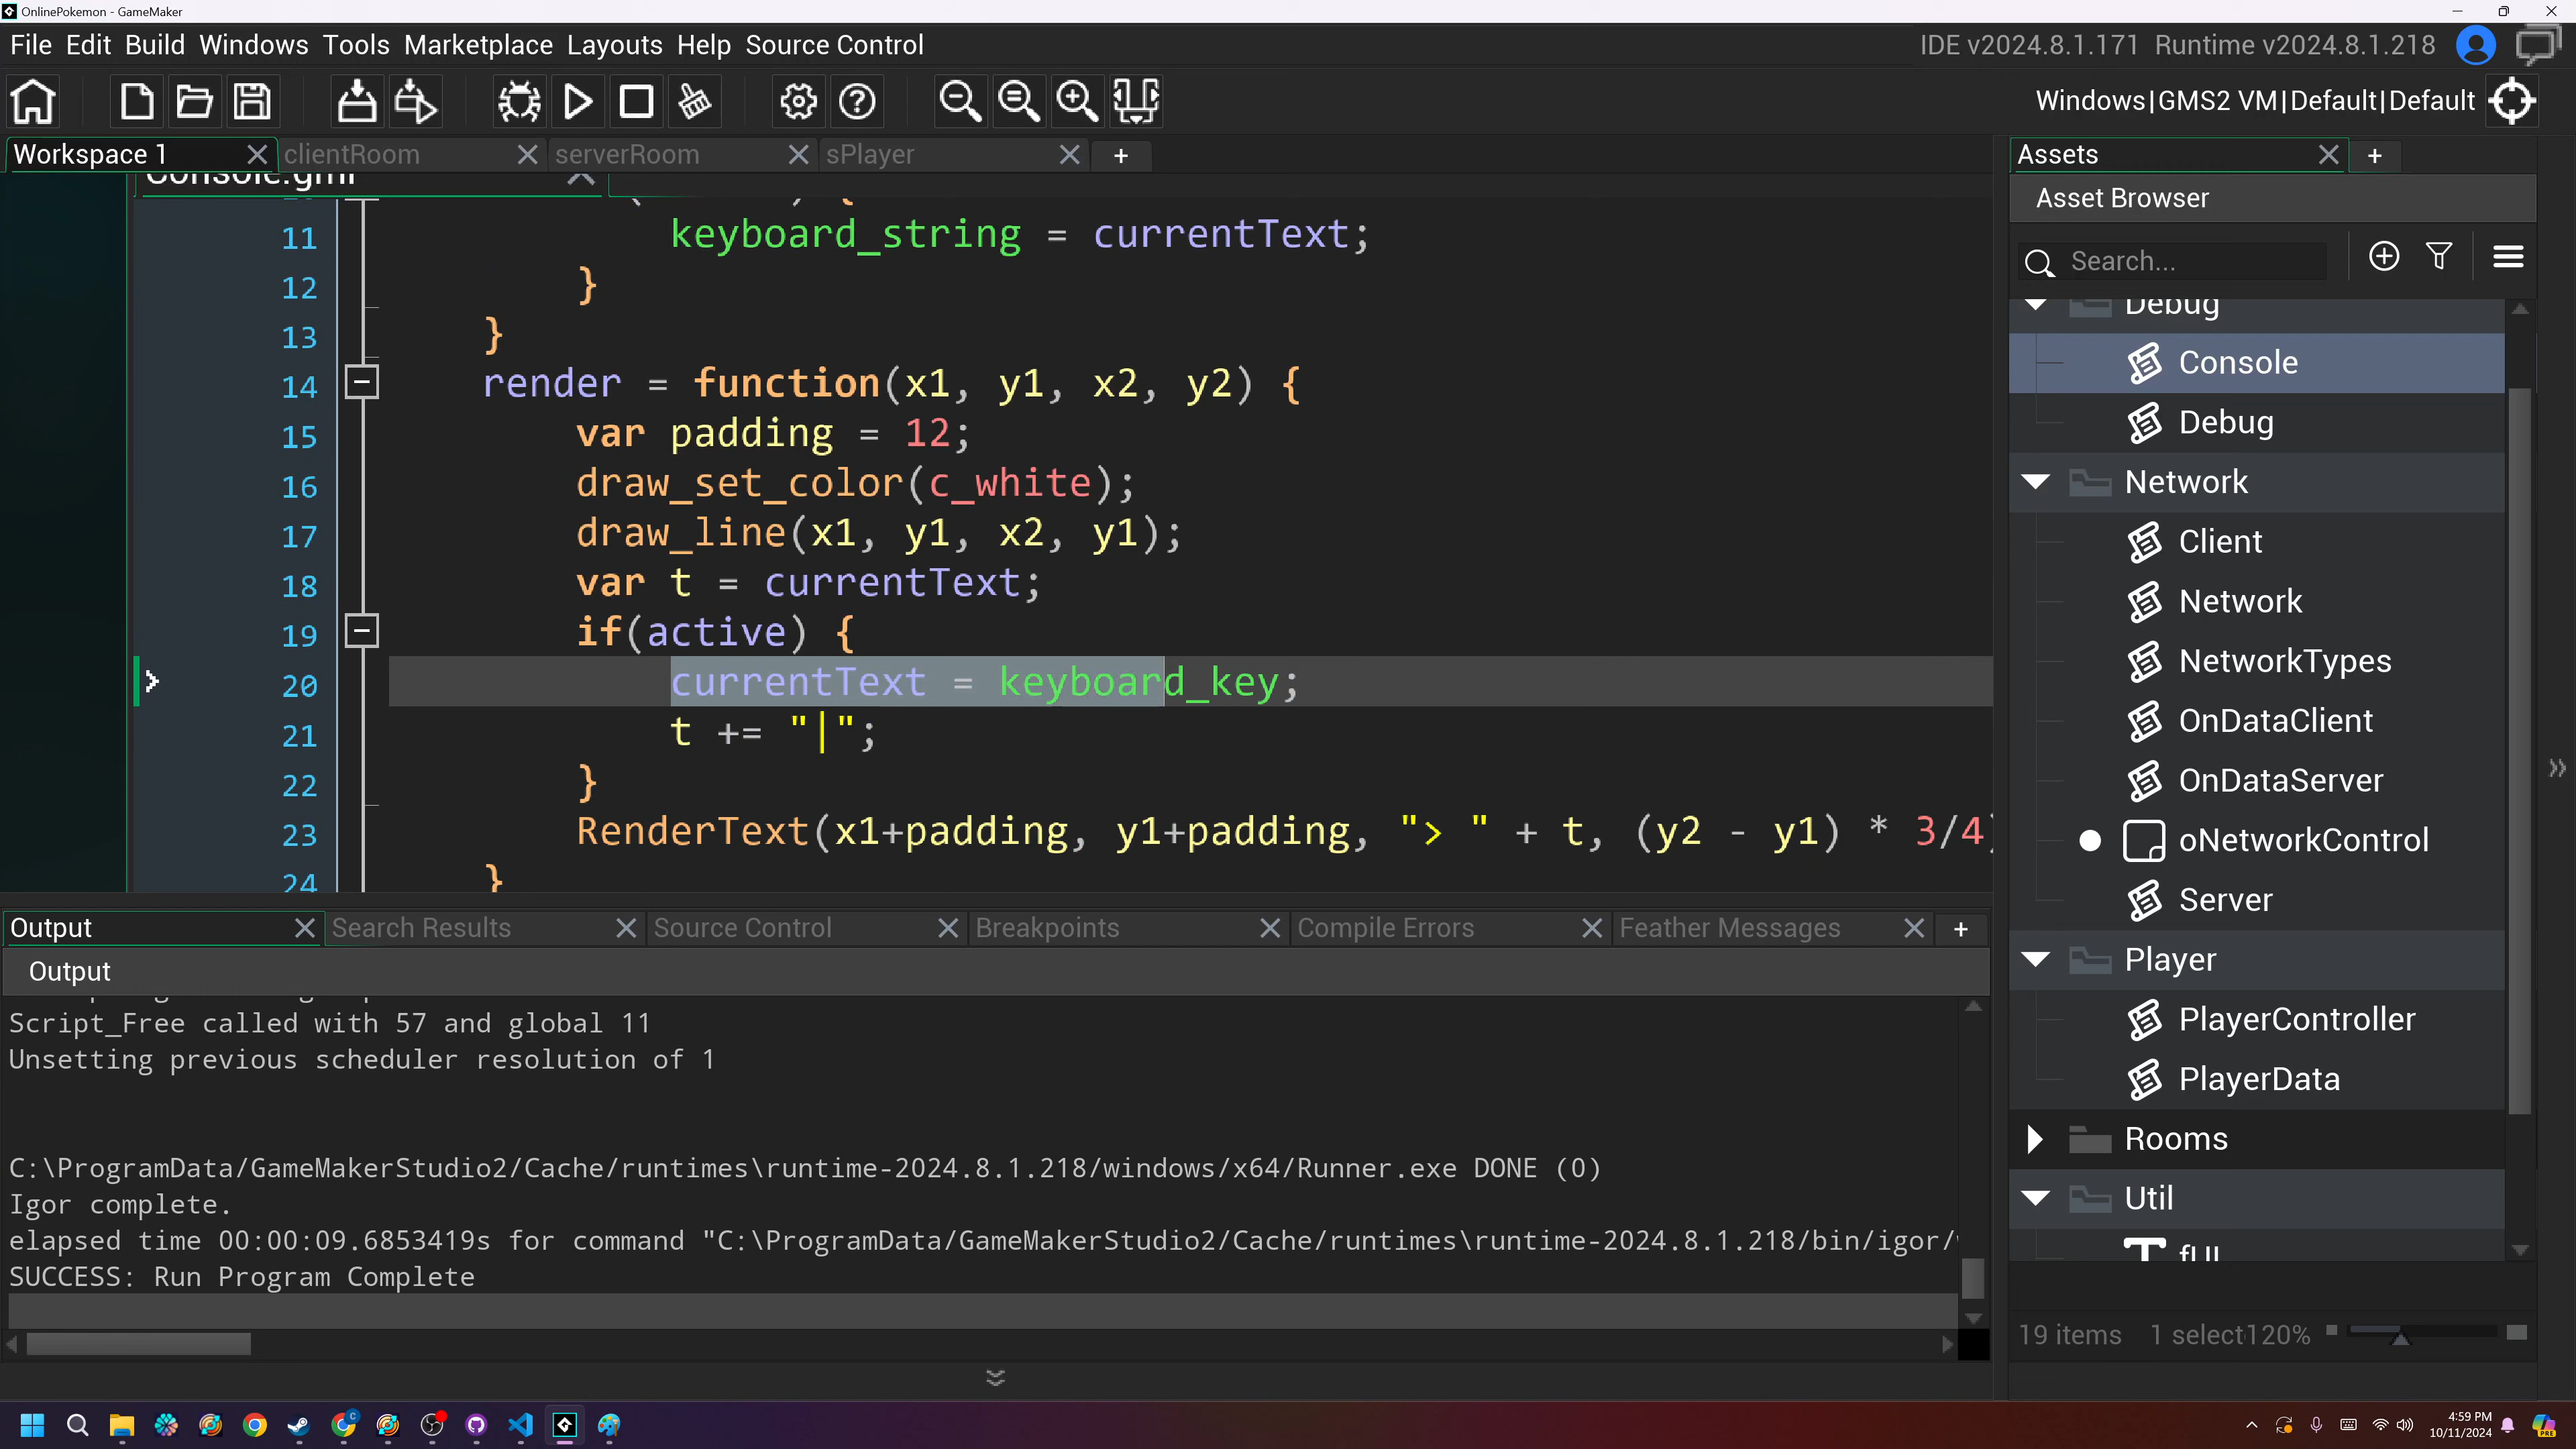 OnlinePokemon - GameMaker
File Edit Build Windows Tools Marketplace Layouts Help Source Control
IDE v2024.8.1.171 Runtime v2024.8.1.218
Windows|GMS2 VM|Default|Default
Workspace 1
clientRoom
serverRoom
sPlayer
+
Console.gml
11 keyboard_string = currentText;
12 }
13 }
14 render = function(x1, y1, x2, y2) {
15 var padding = 12;
16 draw_set_color(c_white);
17 draw_line(x1, y1, x2, y1);
18 var t = currentText;
19 if(active) {
20 currentText = keyboard_key;
21 t += "|";
22 }
23 RenderText(x1+padding, y1+padding, "> " + t, (y2 - y1) * 3/4)
24 }
Assets
+
Asset Browser
Search...
Debug
Console
Debug
Network
Client
Network
NetworkTypes
OnDataClient
OnDataServer
oNetworkControl
Server
Player
PlayerController
PlayerData
Rooms
Util
19 items 1 select 120%
Output
Search Results
Source Control
Breakpoints
Compile Errors
Feather Messages
+
Output
Script_Free called with 57 and global 11
Unsetting previous scheduler resolution of 1
C:\ProgramData/GameMakerStudio2/Cache/runtimes\runtime-2024.8.1.218/windows/x64/Runner.exe DONE (0)
Igor complete.
elapsed time 00:00:09.6853419s for command "C:\ProgramData/GameMakerStudio2/Cache/runtimes\runtime-2024.8.1.218/bin/igor/
SUCCESS: Run Program Complete
4:59 PM
10/11/2024